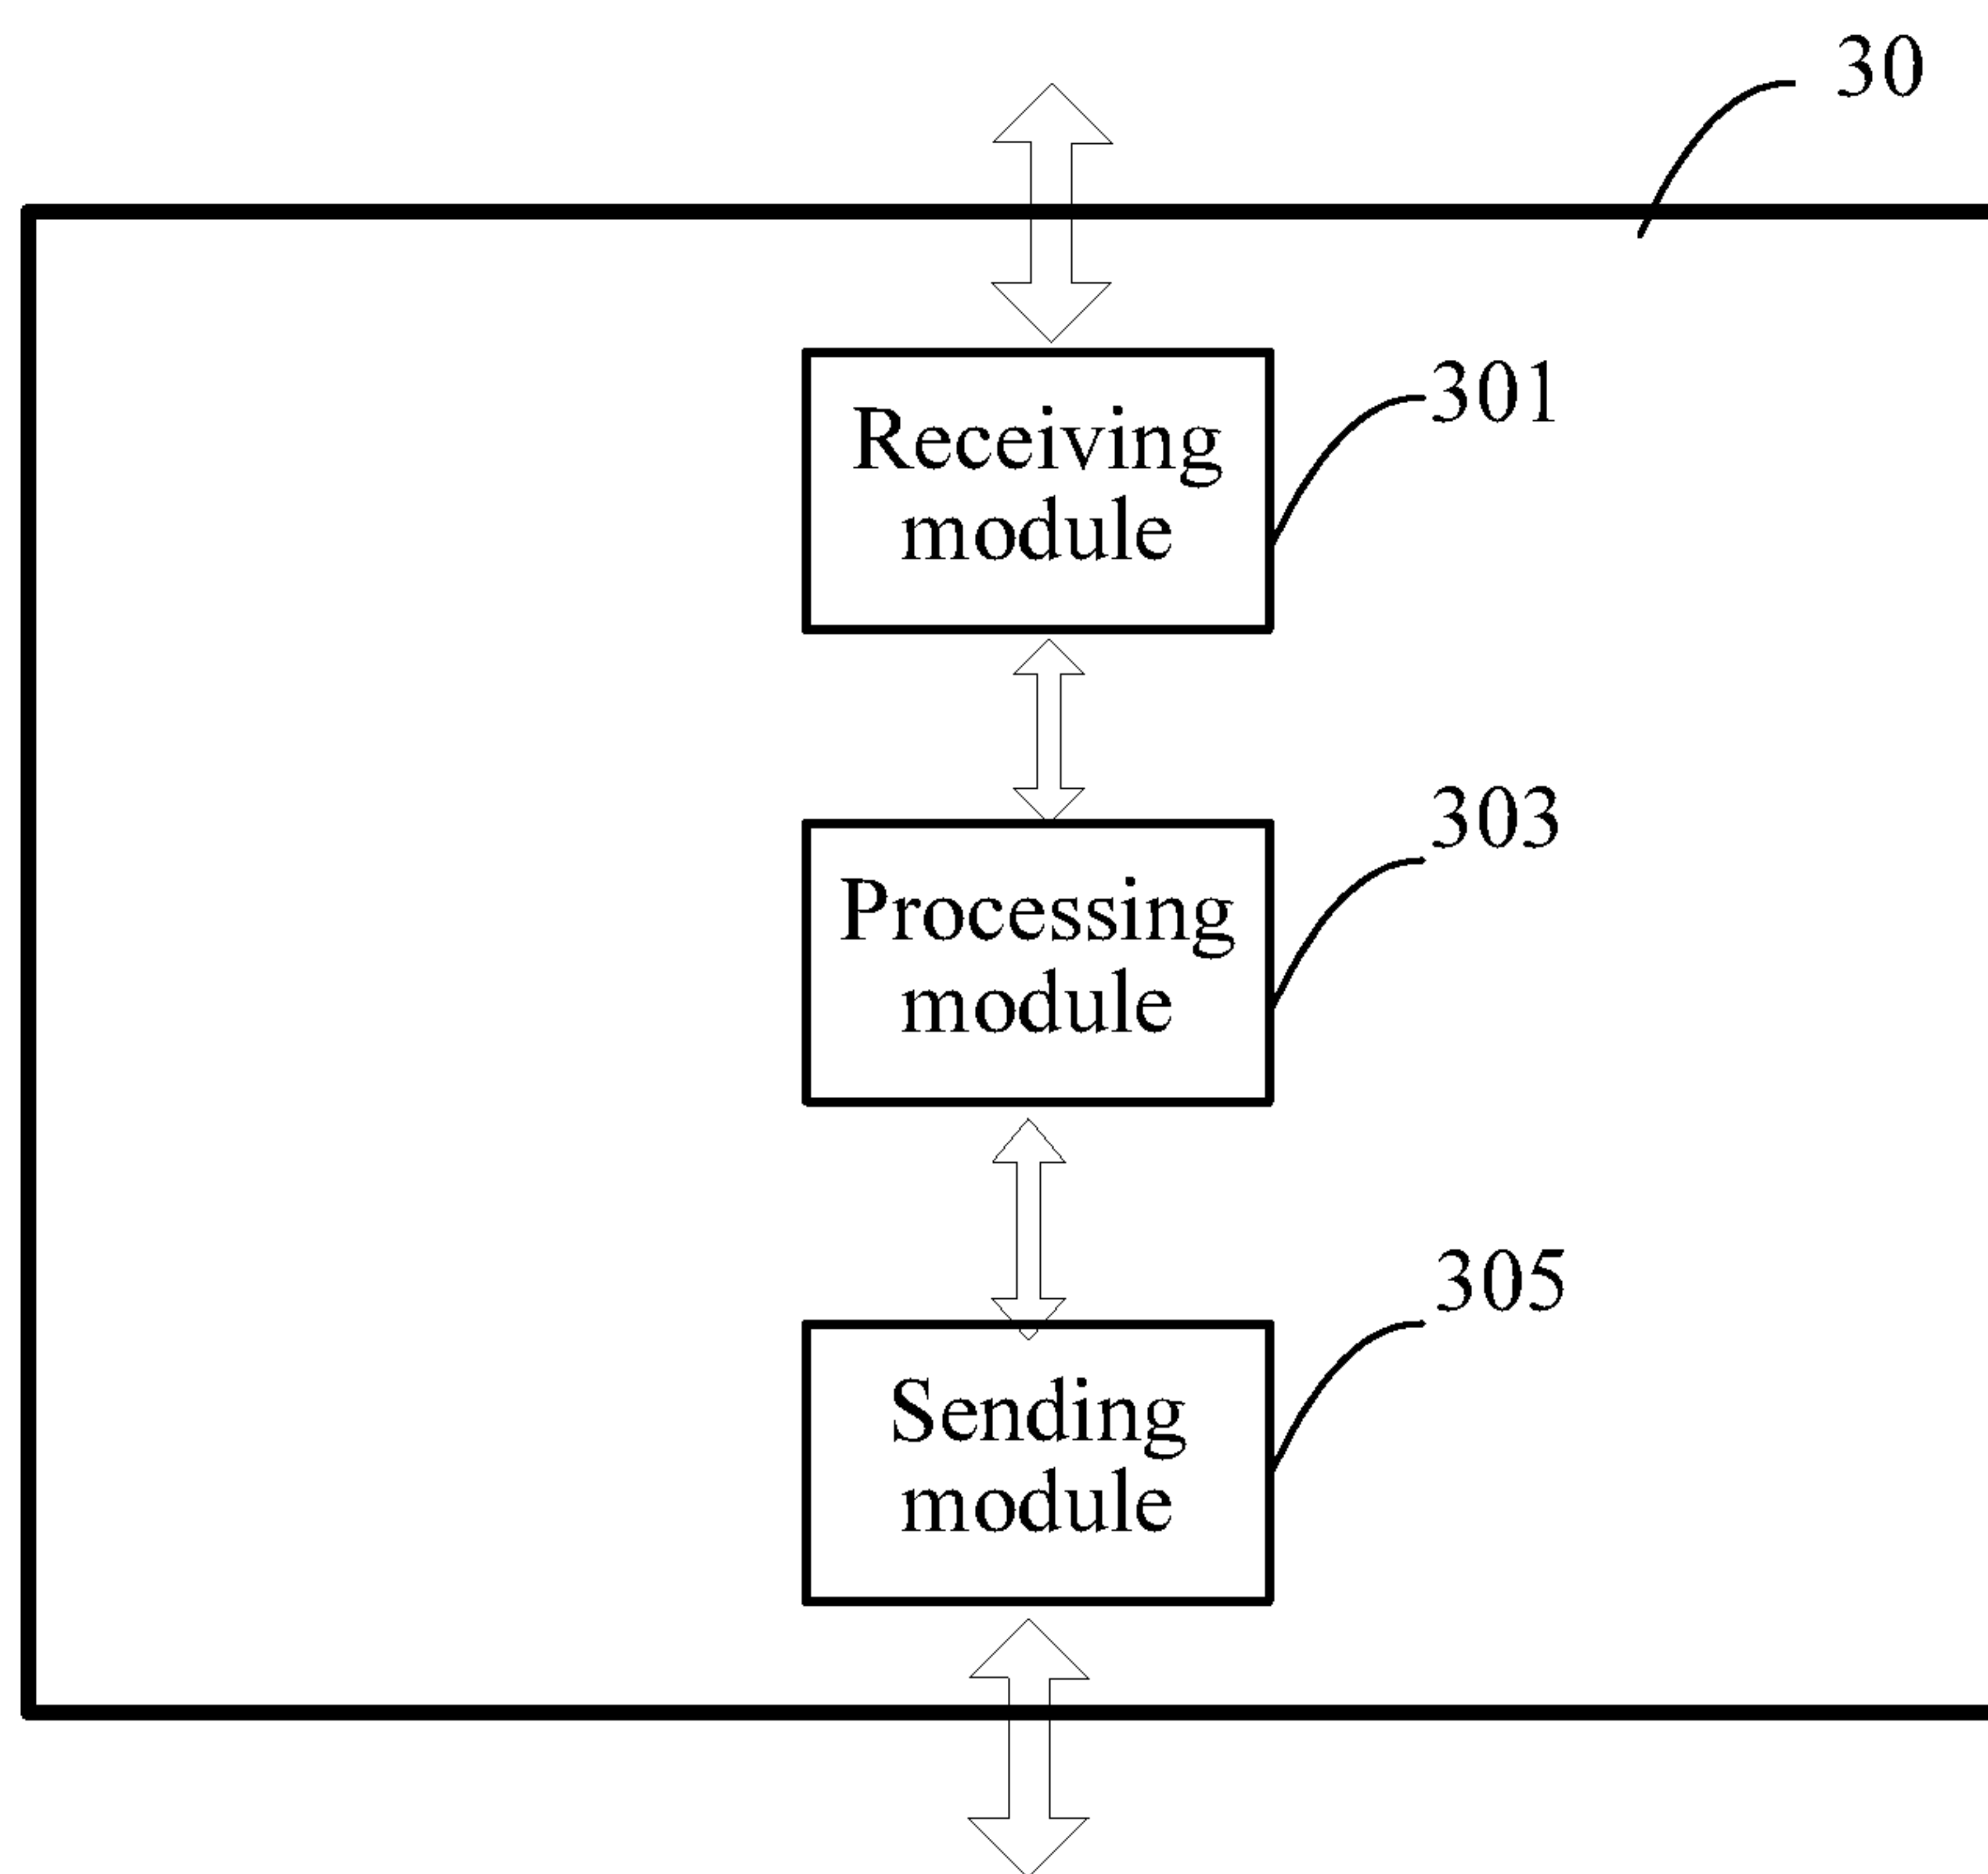 30
Receiving
module
301
303
Processing
module
305
Sending
module